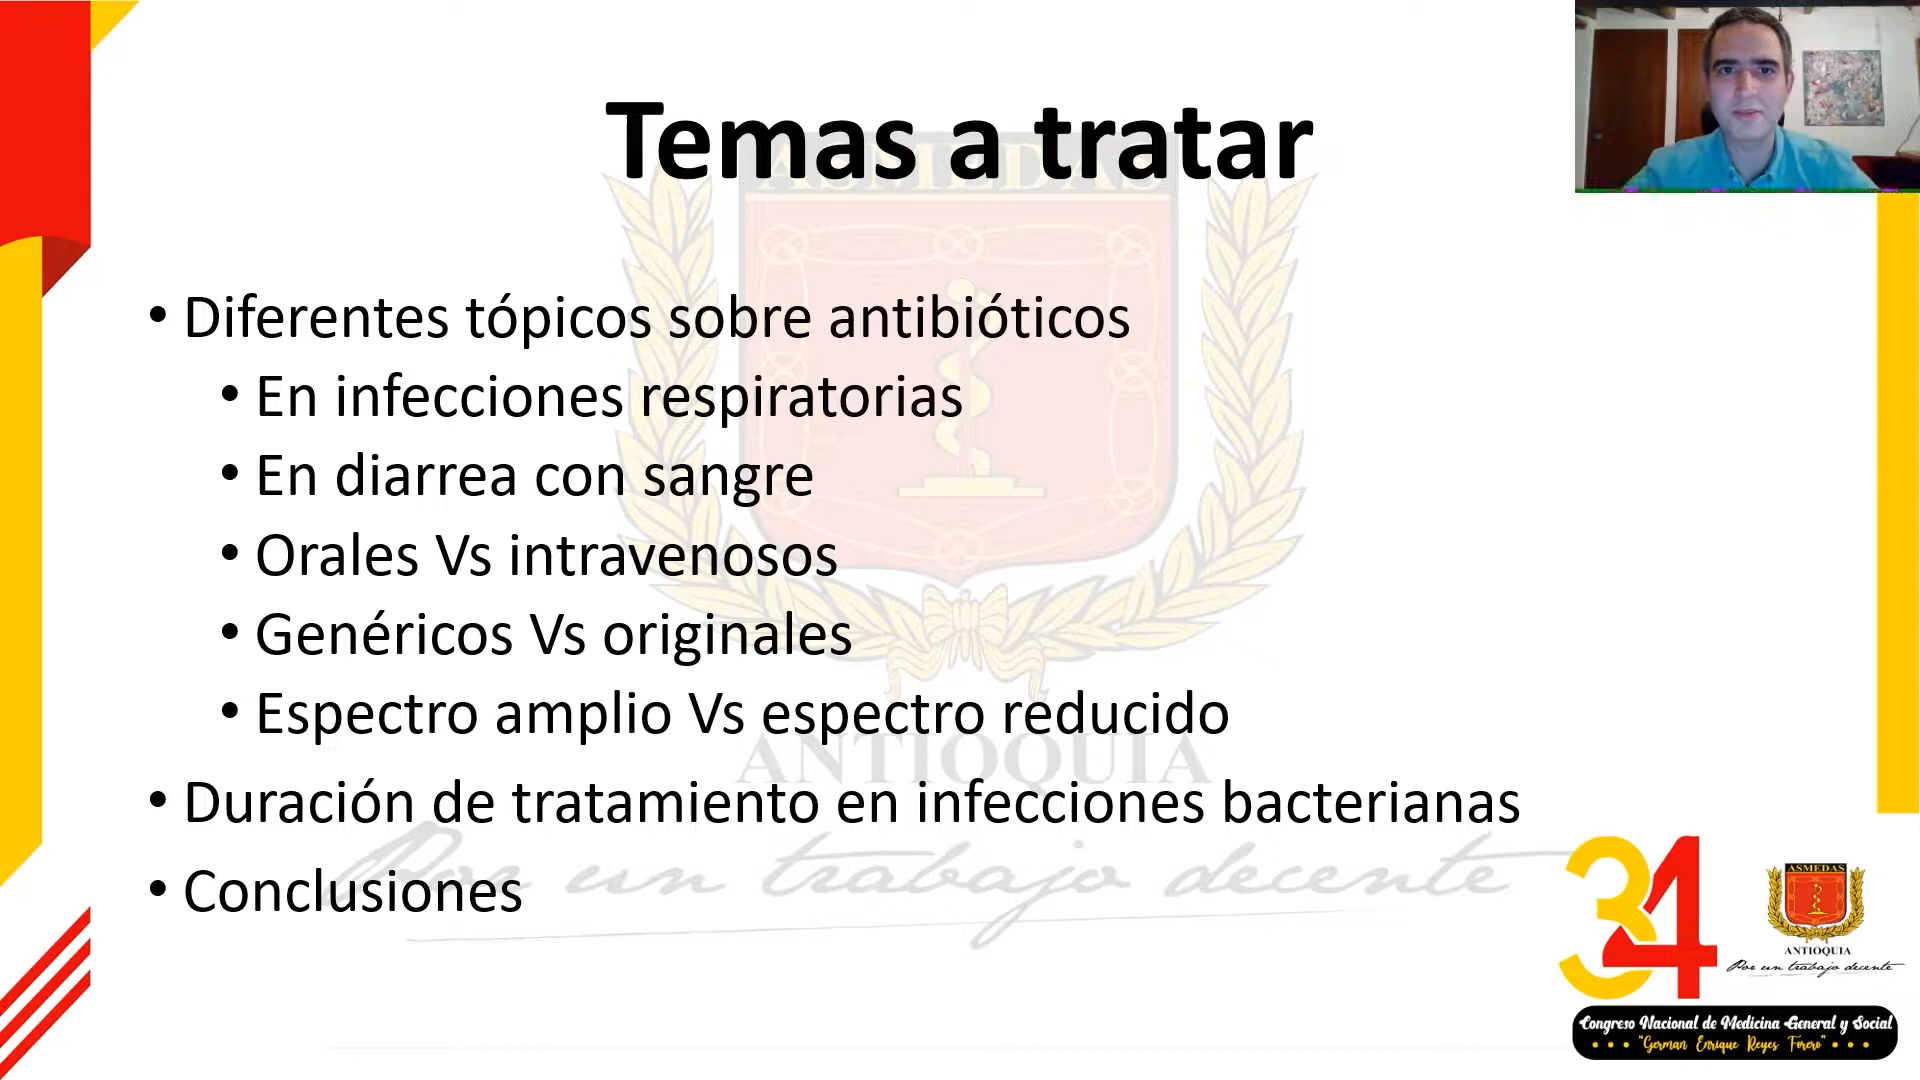 Temas a tratar
ASMEDAS
• Diferentes tópicos sobre antibióticos
• En infecciones respiratorias
• En diarrea con sangre
• Orales Vs intravenosos
• Genéricos Vs originales
• Espectro amplio Vs espectro reducido
ANTIOQUIA
• Duración de tratamiento en infecciones bacterianas
Por un trabajo decente
• Conclusiones
34
ASMEDAS
ANTIOQUIA
Por un trabajo decente
Congreso Nacional de Medicina General y Social
• • • "German Enrique Reyes Forero" • • •